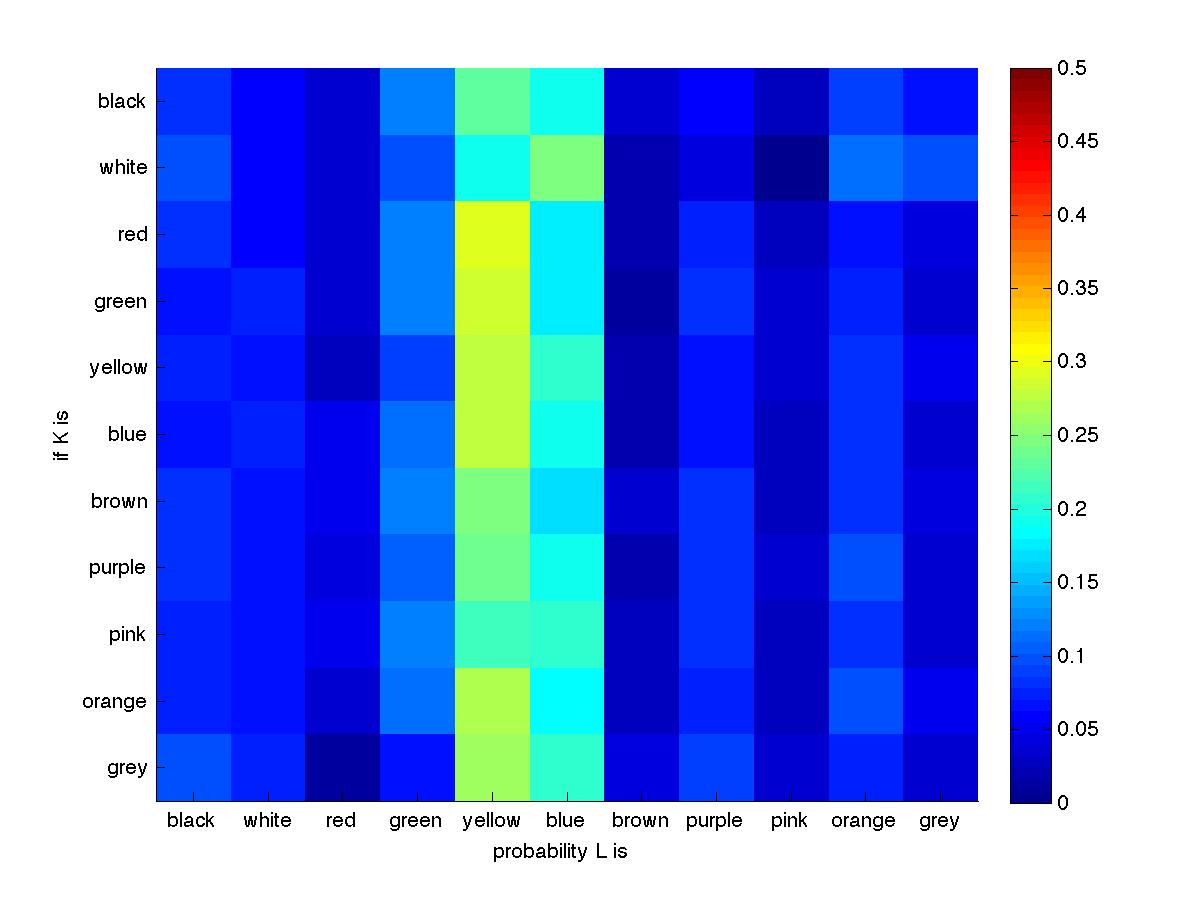 black
white
red
green
yellow
blue
brown
purple
pink
orange
grey
if K is
black white red green yellow blue brown purple pink orange grey
probability L is
0.5
0.45
0.4
0.35
0.3
0.25
0.2
0.15
0.1
0.05
0